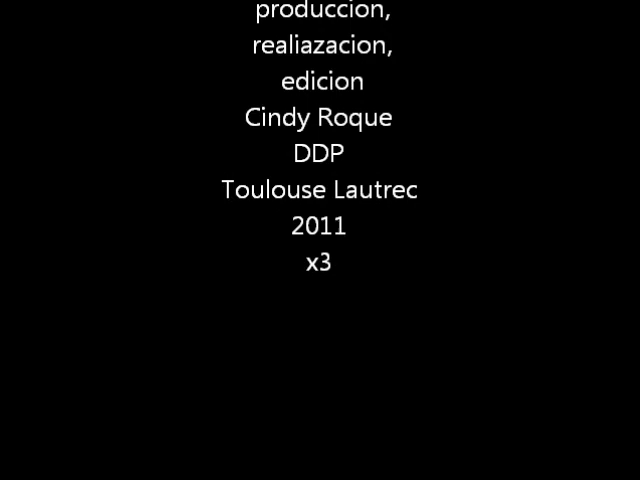 produccion,
realiazacion,
edicion
Cindy Roque
DDP
Toulouse Lautrec
2011
x3